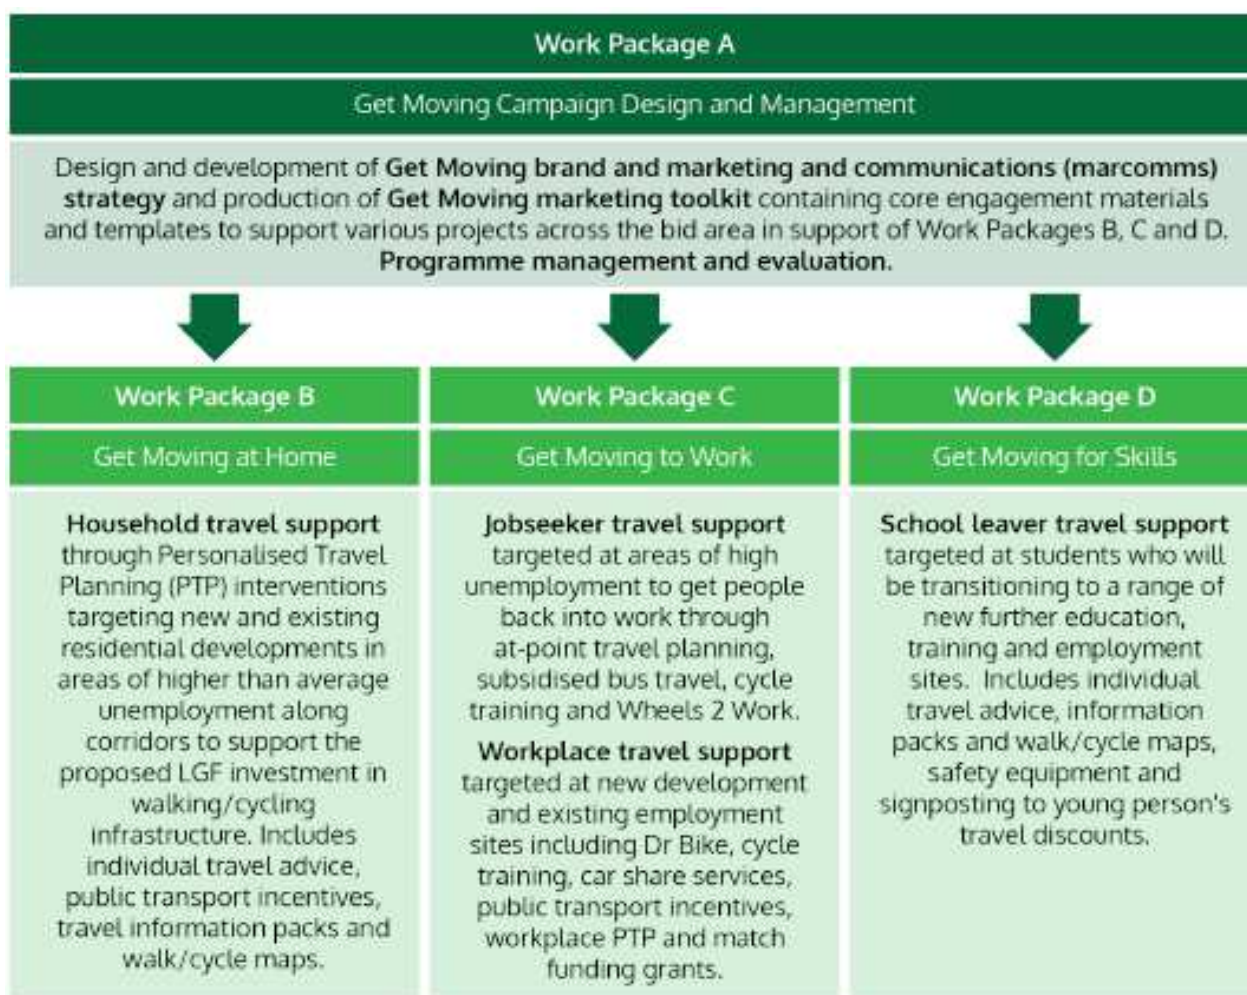 Work Package A
Get Moving Campaign Design and Management
Design and development of Get Moving brand and marketing and communications (marcomms)
strategy and production of Get Moving marketing toolkit containing core engagement materials
and templates to support various projects across the bid area in support of Work Packages B, C and D.
Programme management and evaluation.
Work Package B
Get Moving at Home
Household travel support
through Personalised Travel
Planning (PTP) interventions
targeting new and existing
residential developments in
areas of higher than average
unemployment along
corridors to support the
proposed LGF investment in
walking/cycling
infrastructure. Includes
individual travel advice,
public transport incentives,
travel information packs and
walk/cycle maps.
Work Package C
Get Moving to Work
Jobseeker travel support
targeted at areas of high
unemployment to get people
back into work through
at-point travel planning,
subsidised bus travel, cycle
training and Wheels 2 Work.
Workplace travel support
targeted at new development
and existing employment
sites including Dr Bike, cycle
training, car share services,
public transport incentives,
workplace PTP and match
funding grants.
Work Package D
Get Moving for Skills
School leaver travel support
targeted at students who will
be transitioning to a range of
new further education,
training and employment
sites. Includes individual
travel advice, information
packs and walk/cycle maps,
safety equipment and
signposting to young person's
travel discounts.